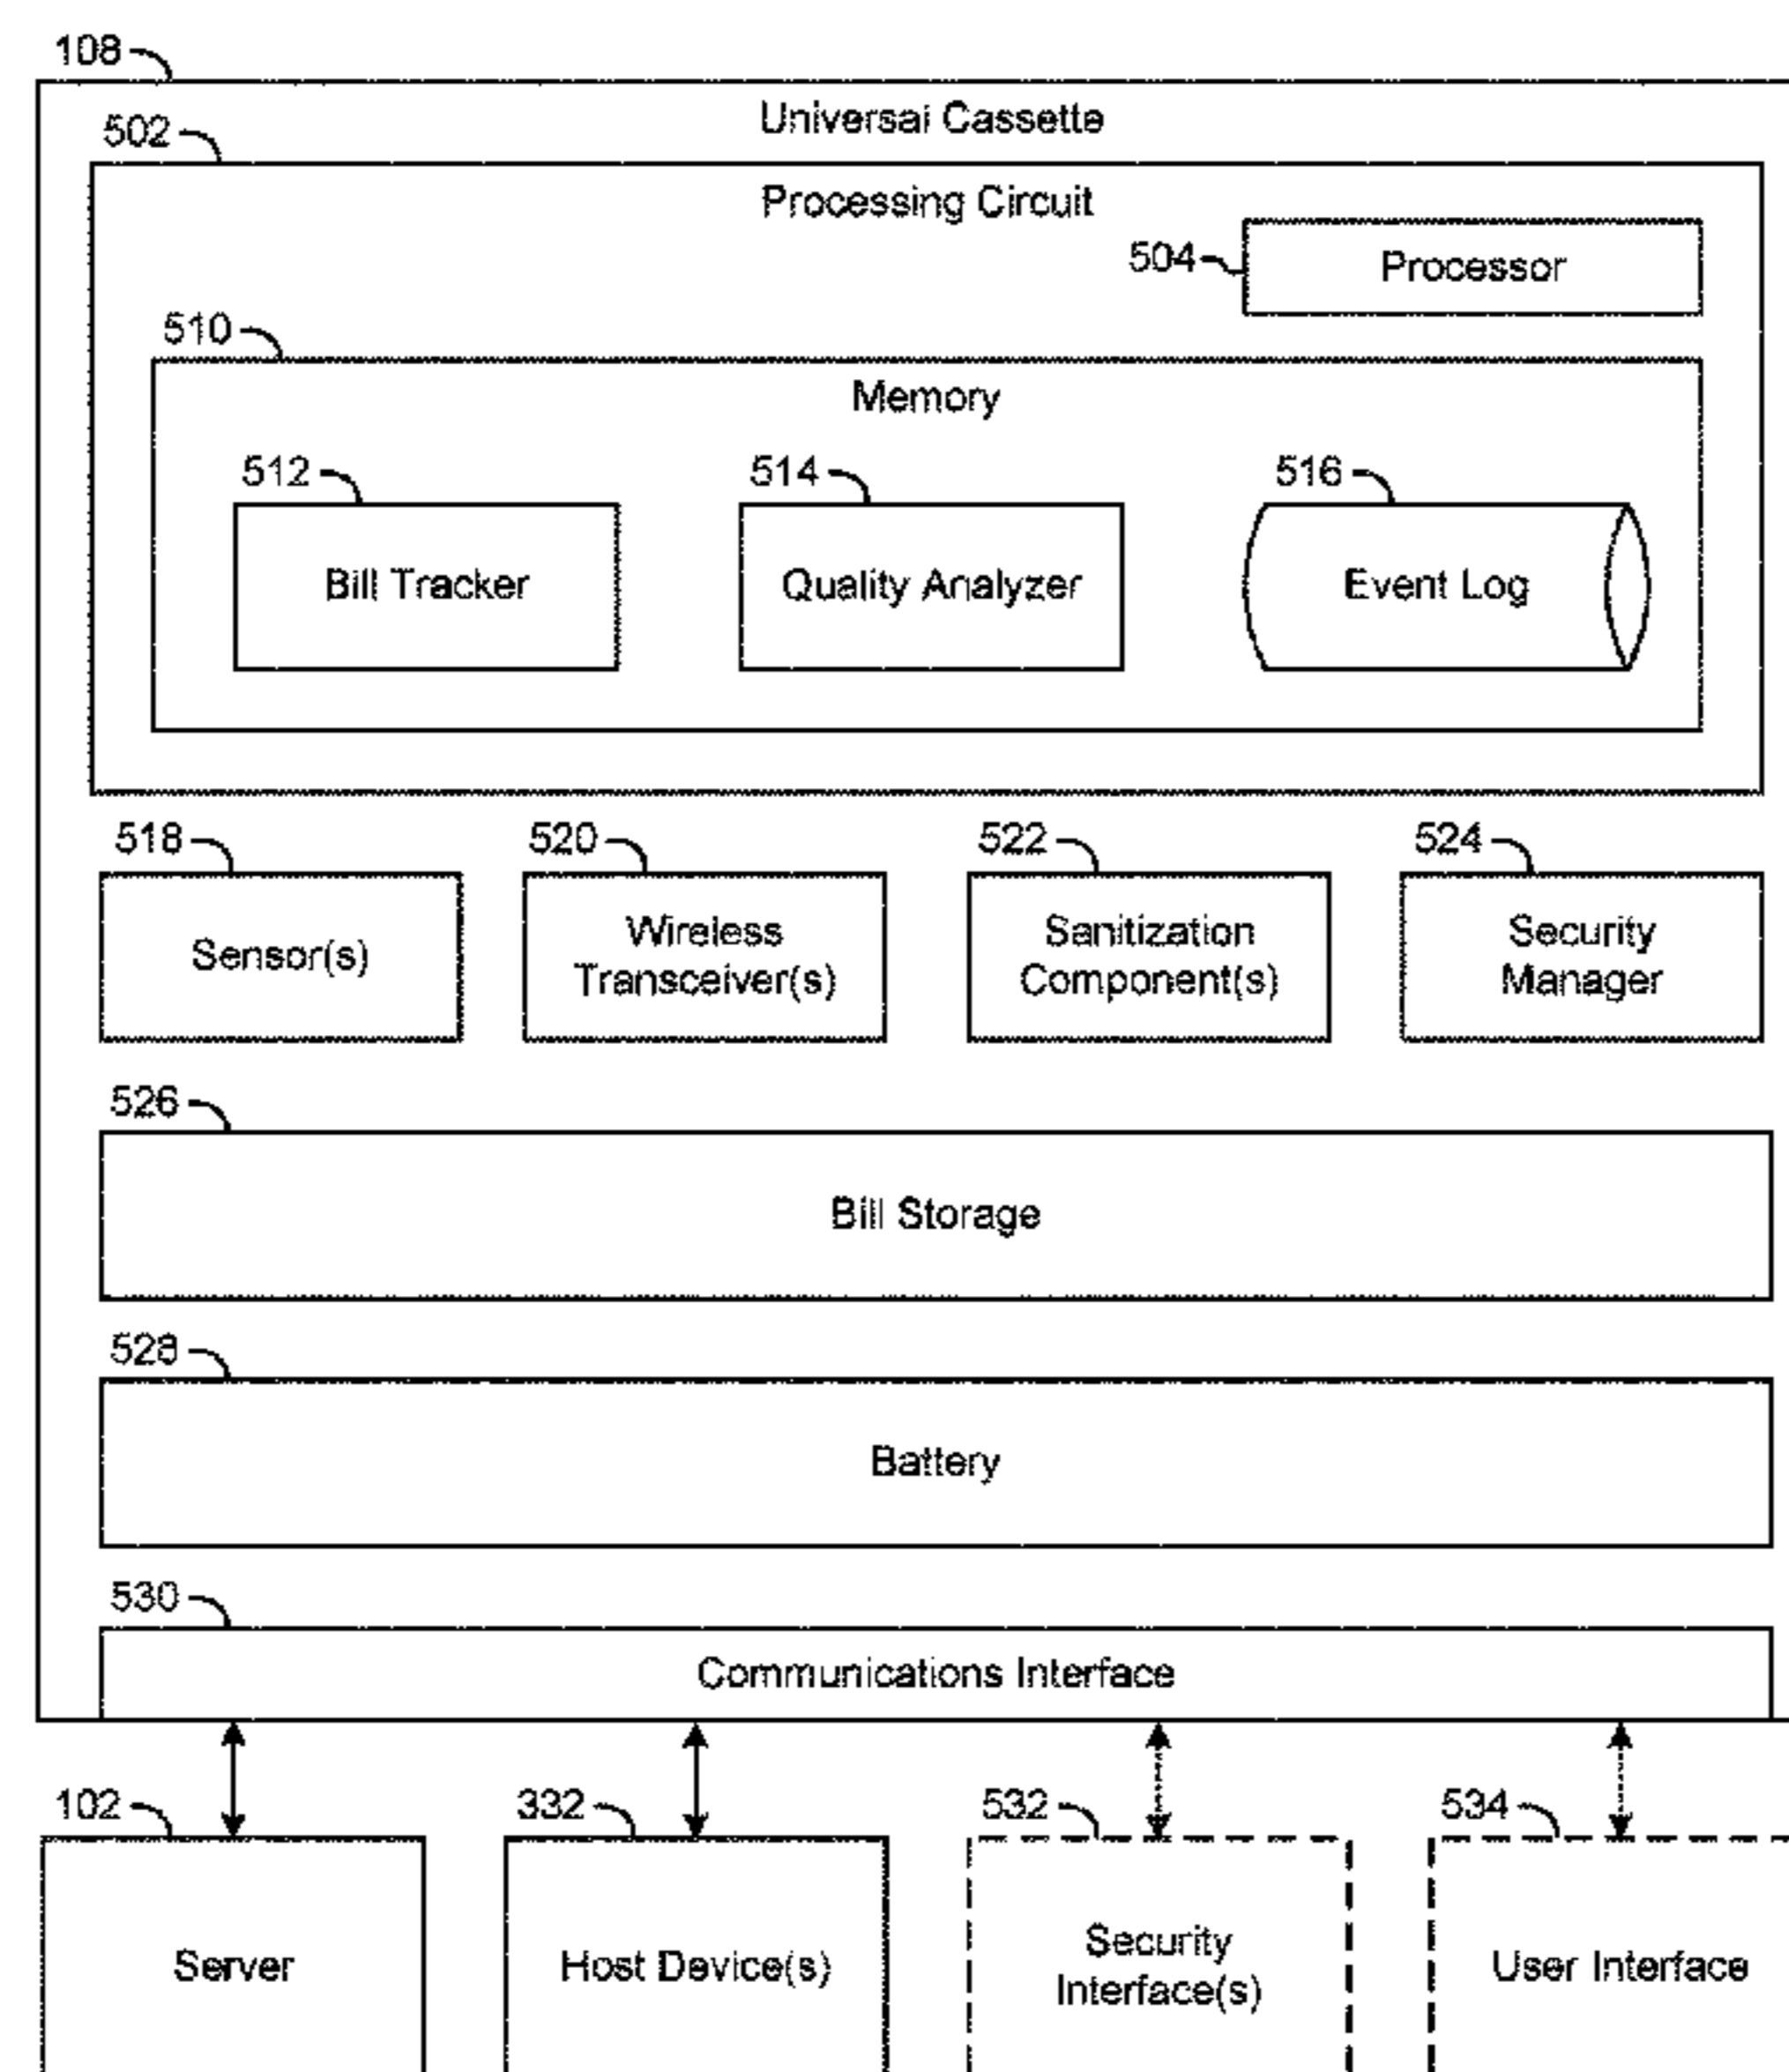 108
Universal Cassette
502
Processing Circuit
504
Processor
510
Memory
512
514
516
Bill Tracker
Quality Analyzer
Event Log
518
520
522
524
Sensor(s)
Wireless
Transceiver(s)
Sanitization
Component(s)
Security
Manager
526
Bill Storage
528
Battery
530
Communications Interface
102
332
532
534
Server
Host Device(s)
Security
Interface(s)
User Interface